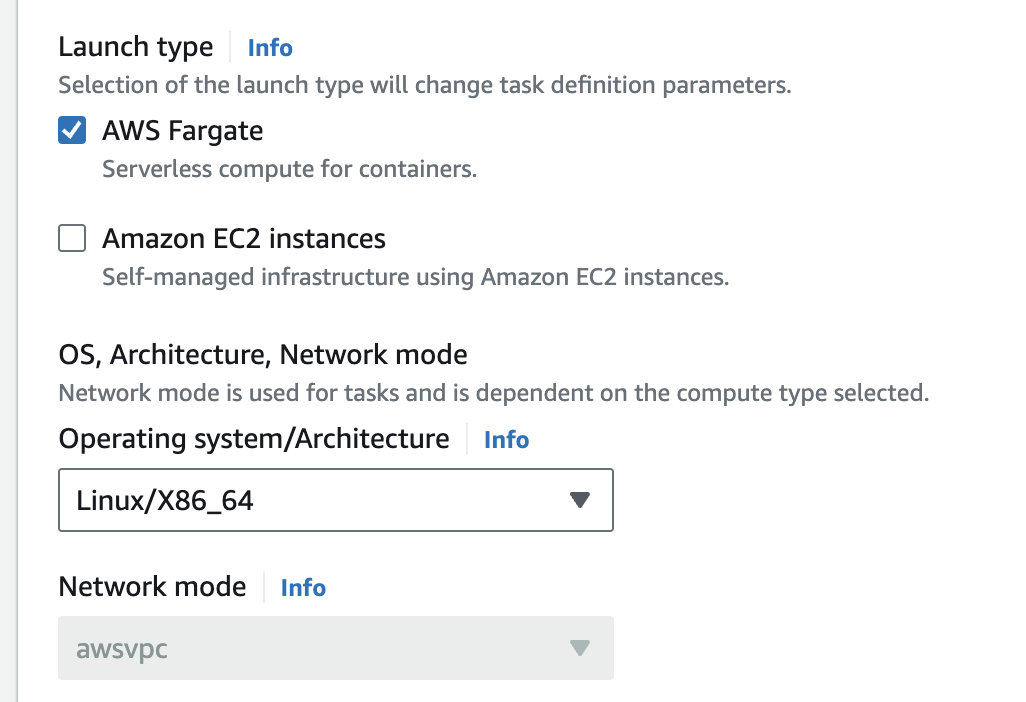 Launch type Info
Selection of the launch type will change task definition parameters.
AWS Fargate
Serverless compute for containers.
Amazon EC2 instances
Self-managed infrastructure using Amazon EC2 instances.
OS, Architecture, Network mode
Network mode is used for tasks and is dependent on the compute type selected.
Operating system/Architecture Info
Linux/X86_64
Network mode Info
awsvpc